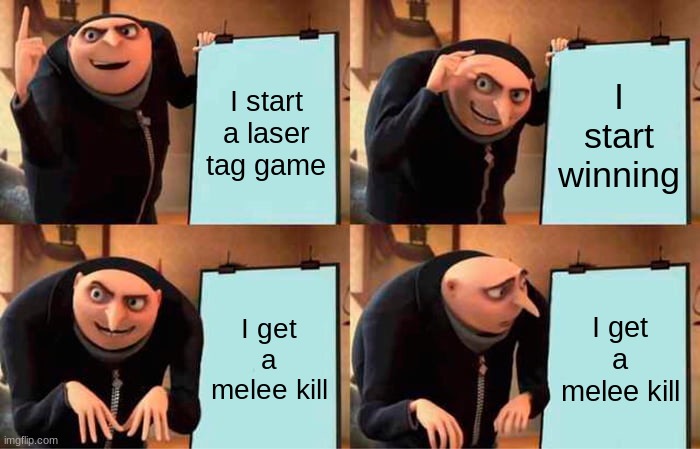 I start
a laser
tag game
I
start
winning
I get
a
melee kill
I get
a
melee kill
imgflip.com